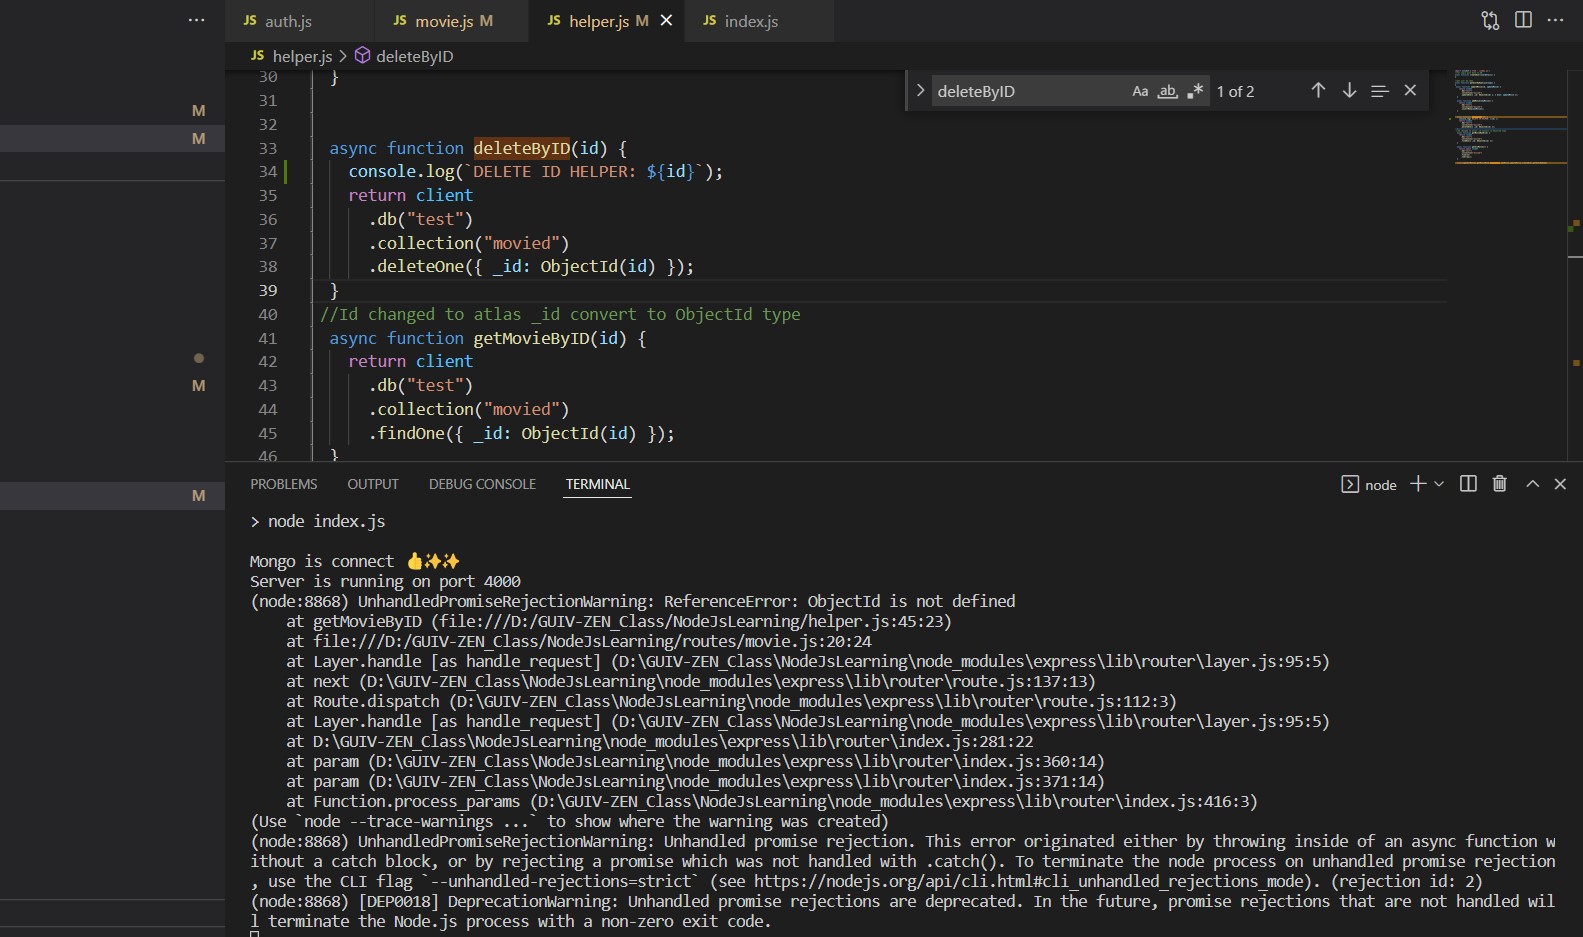 JS auth.js
JS movie.js M
JS helper.js M
JS index.js
JS helper.js > deleteByID
deleteByID Aa ab 1 of 2
M
M
M
M
30 }
31
32
33 async function deleteByID(id) {
34 console.log(`DELETE ID HELPER: ${id}`);
35 return client
36 .db("test")
37 .collection("movied")
38 .deleteOne({ _id: ObjectId(id) });
39 }
40 //Id changed to atlas _id convert to ObjectId type
41 async function getMovieByID(id) {
42 return client
43 .db("test")
44 .collection("movied")
45 .findOne({ _id: ObjectId(id) });
46 }
PROBLEMS OUTPUT DEBUG CONSOLE TERMINAL node
> node index.js
Mongo is connect 👍✨✨
Server is running on port 4000
(node:8868) UnhandledPromiseRejectionWarning: ReferenceError: ObjectId is not defined
at getMovieByID (file:///D:/GUIV-ZEN_Class/NodeJsLearning/helper.js:45:23)
at file:///D:/GUIV-ZEN_Class/NodeJsLearning/routes/movie.js:20:24
at Layer.handle [as handle_request] (D:\GUIV-ZEN_Class\NodeJsLearning\node_modules\express\lib\router\layer.js:95:5)
at next (D:\GUIV-ZEN_Class\NodeJsLearning\node_modules\express\lib\router\route.js:137:13)
at Route.dispatch (D:\GUIV-ZEN_Class\NodeJsLearning\node_modules\express\lib\router\route.js:112:3)
at Layer.handle [as handle_request] (D:\GUIV-ZEN_Class\NodeJsLearning\node_modules\express\lib\router\layer.js:95:5)
at D:\GUIV-ZEN_Class\NodeJsLearning\node_modules\express\lib\router\index.js:281:22
at param (D:\GUIV-ZEN_Class\NodeJsLearning\node_modules\express\lib\router\index.js:360:14)
at param (D:\GUIV-ZEN_Class\NodeJsLearning\node_modules\express\lib\router\index.js:371:14)
at Function.process_params (D:\GUIV-ZEN_Class\NodeJsLearning\node_modules\express\lib\router\index.js:416:3)
(Use `node --trace-warnings ...` to show where the warning was created)
(node:8868) UnhandledPromiseRejectionWarning: Unhandled promise rejection. This error originated either by throwing inside of an async function w
ithout a catch block, or by rejecting a promise which was not handled with .catch(). To terminate the node process on unhandled promise rejection
, use the CLI flag `--unhandled-rejections=strict` (see https://nodejs.org/api/cli.html#cli_unhandled_rejections_mode). (rejection id: 2)
(node:8868) [DEP0018] DeprecationWarning: Unhandled promise rejections are deprecated. In the future, promise rejections that are not handled wil
l terminate the Node.js process with a non-zero exit code.